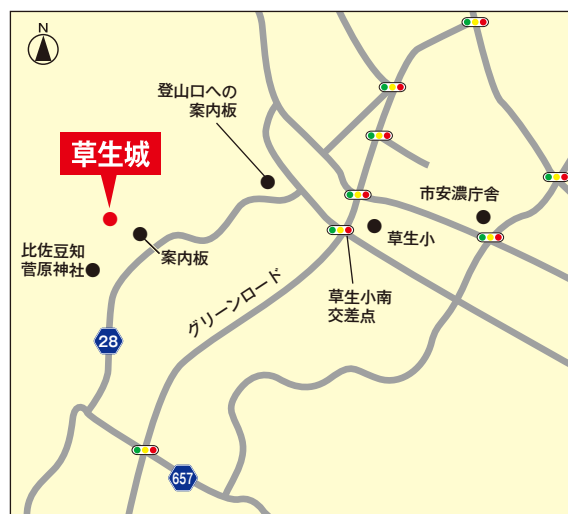 N
登山口への
案内板
草生城
市安濃庁舎
草生小
比佐豆知
菅原神社
案内板
グリーンロード
草生小南
交差点
28
657